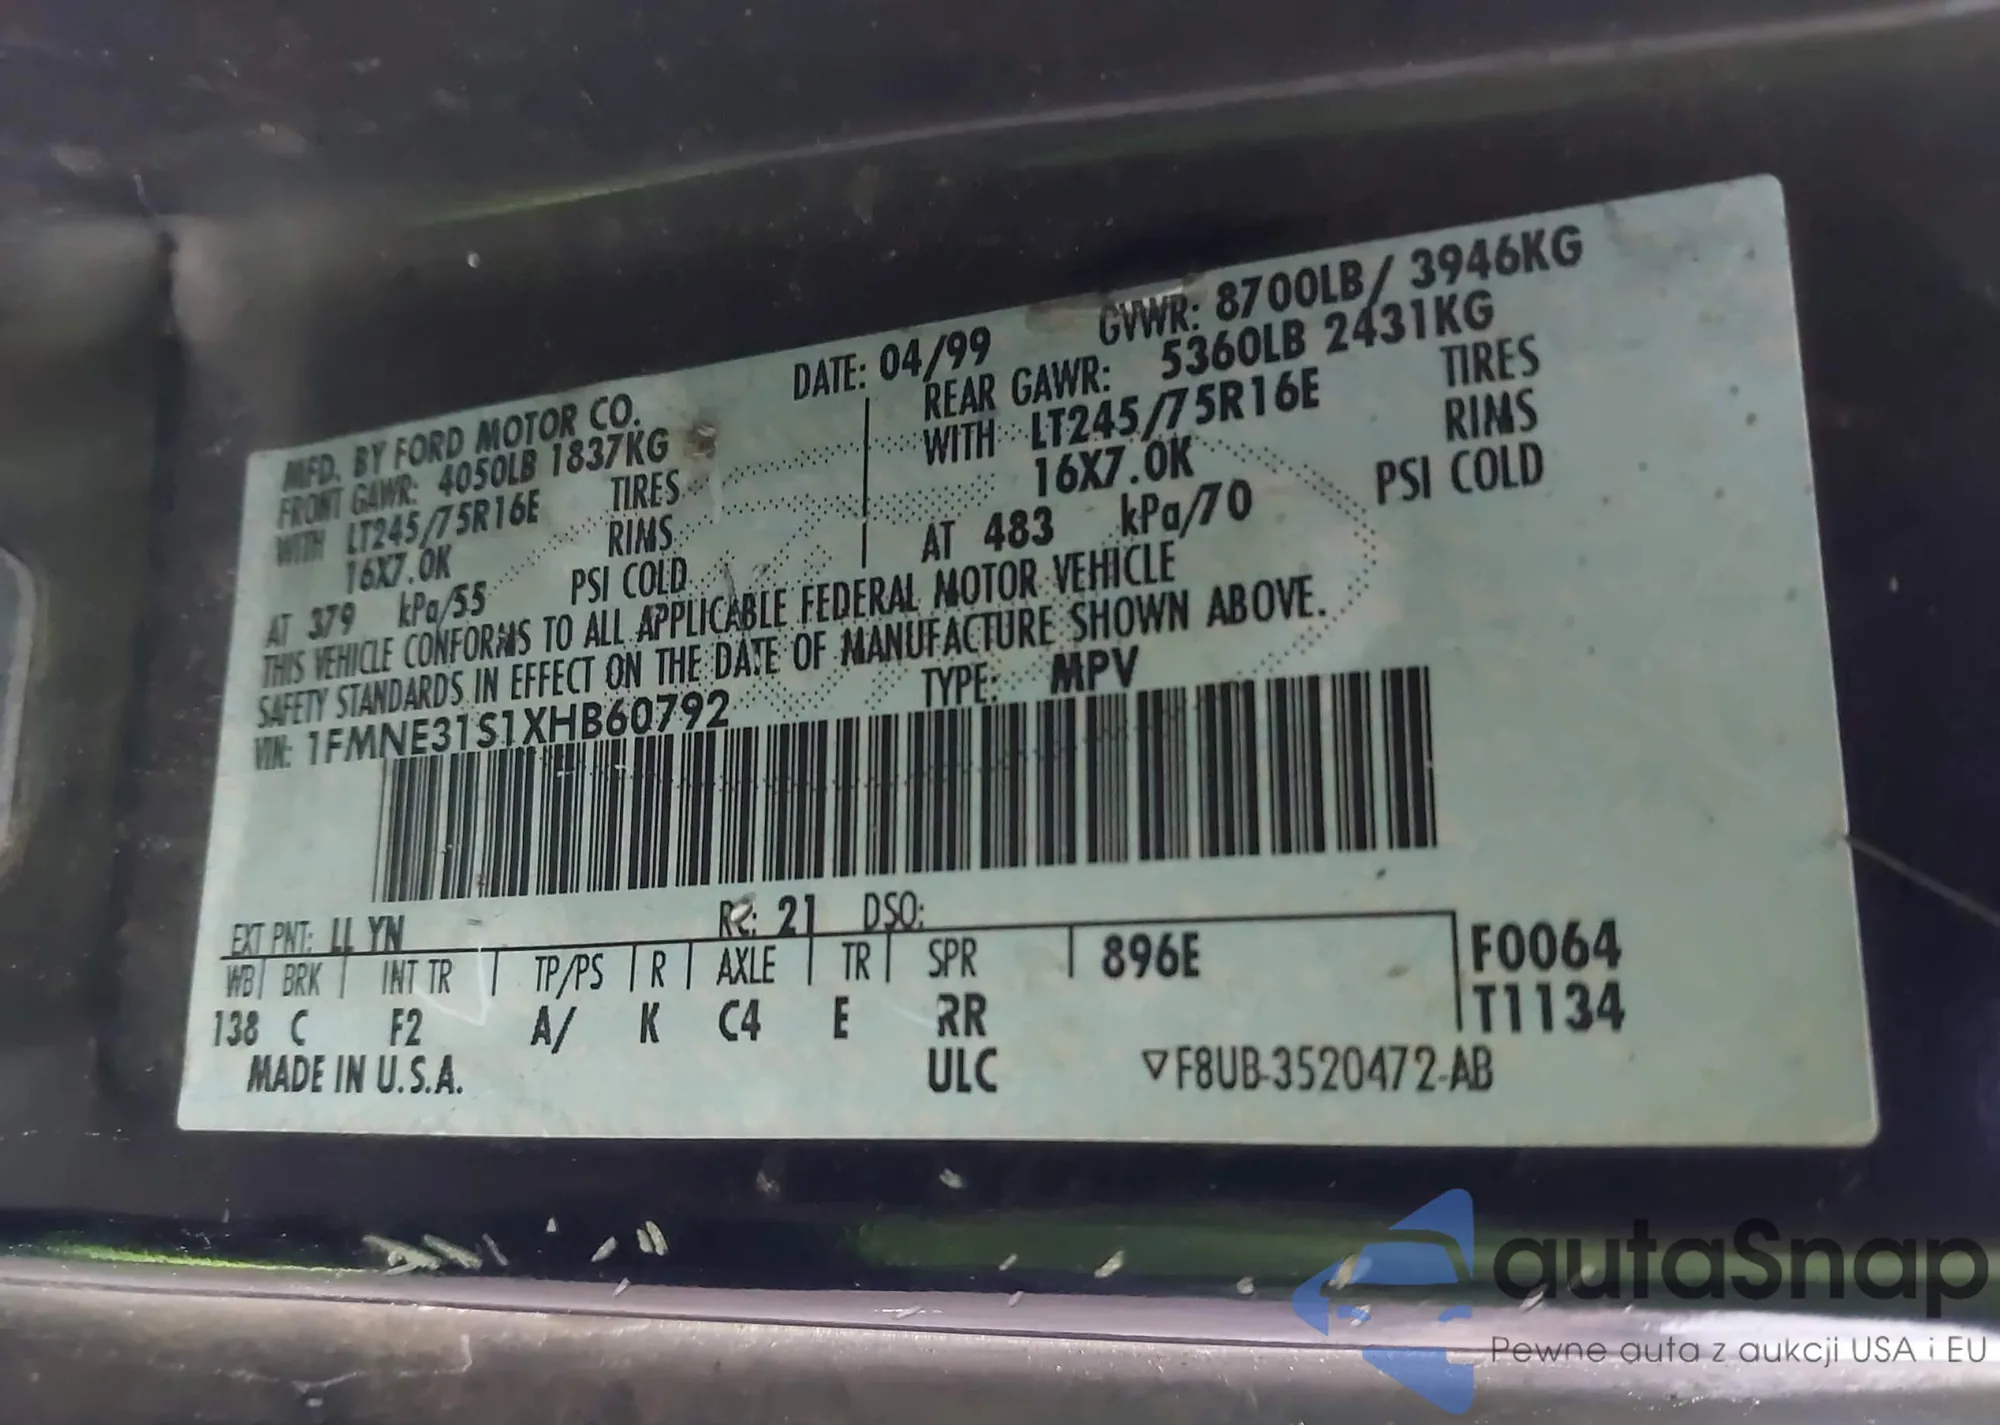 MFD. BY FORD MOTOR CO.
DATE: 04/99
GVWR: 8700LB/ 3946KG
FRONT GAWR: 4050LB 1837KG
REAR GAWR: 5360LB 2431KG
WITH LT245/75R16E TIRES
WITH LT245/75R16E TIRES
16X7.0K RIMS
16X7.0K RIMS
AT 379 kPa/55 PSI COLD
AT 483 kPa/70 PSI COLD
THIS VEHICLE CONFORMS TO ALL APPLICABLE FEDERAL MOTOR VEHICLE
SAFETY STANDARDS IN EFFECT ON THE DATE OF MANUFACTURE SHOWN ABOVE.
VIN: 1FMNE31S1XHB60792
TYPE: MPV
EXT PNT: LL YN RC: 21 DSO:
WB BRK INT TR TP/PS R AXLE TR SPR 896E F0064
138 C F2 A/ K C4 E RR T1134
MADE IN U.S.A. ULC ▽F8UB-3520472-AB
autaSnap
Pewne auta z aukcji USA i EU